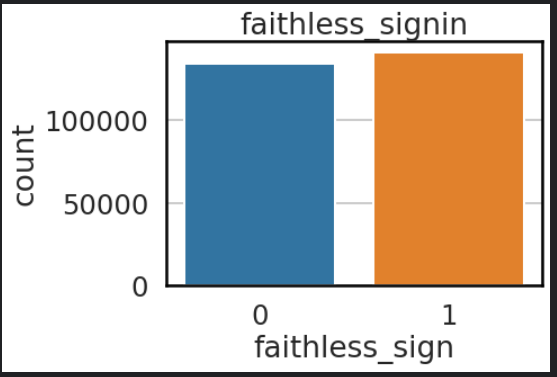 faithless_signin
count
100000
50000
0
0 1
faithless_sign